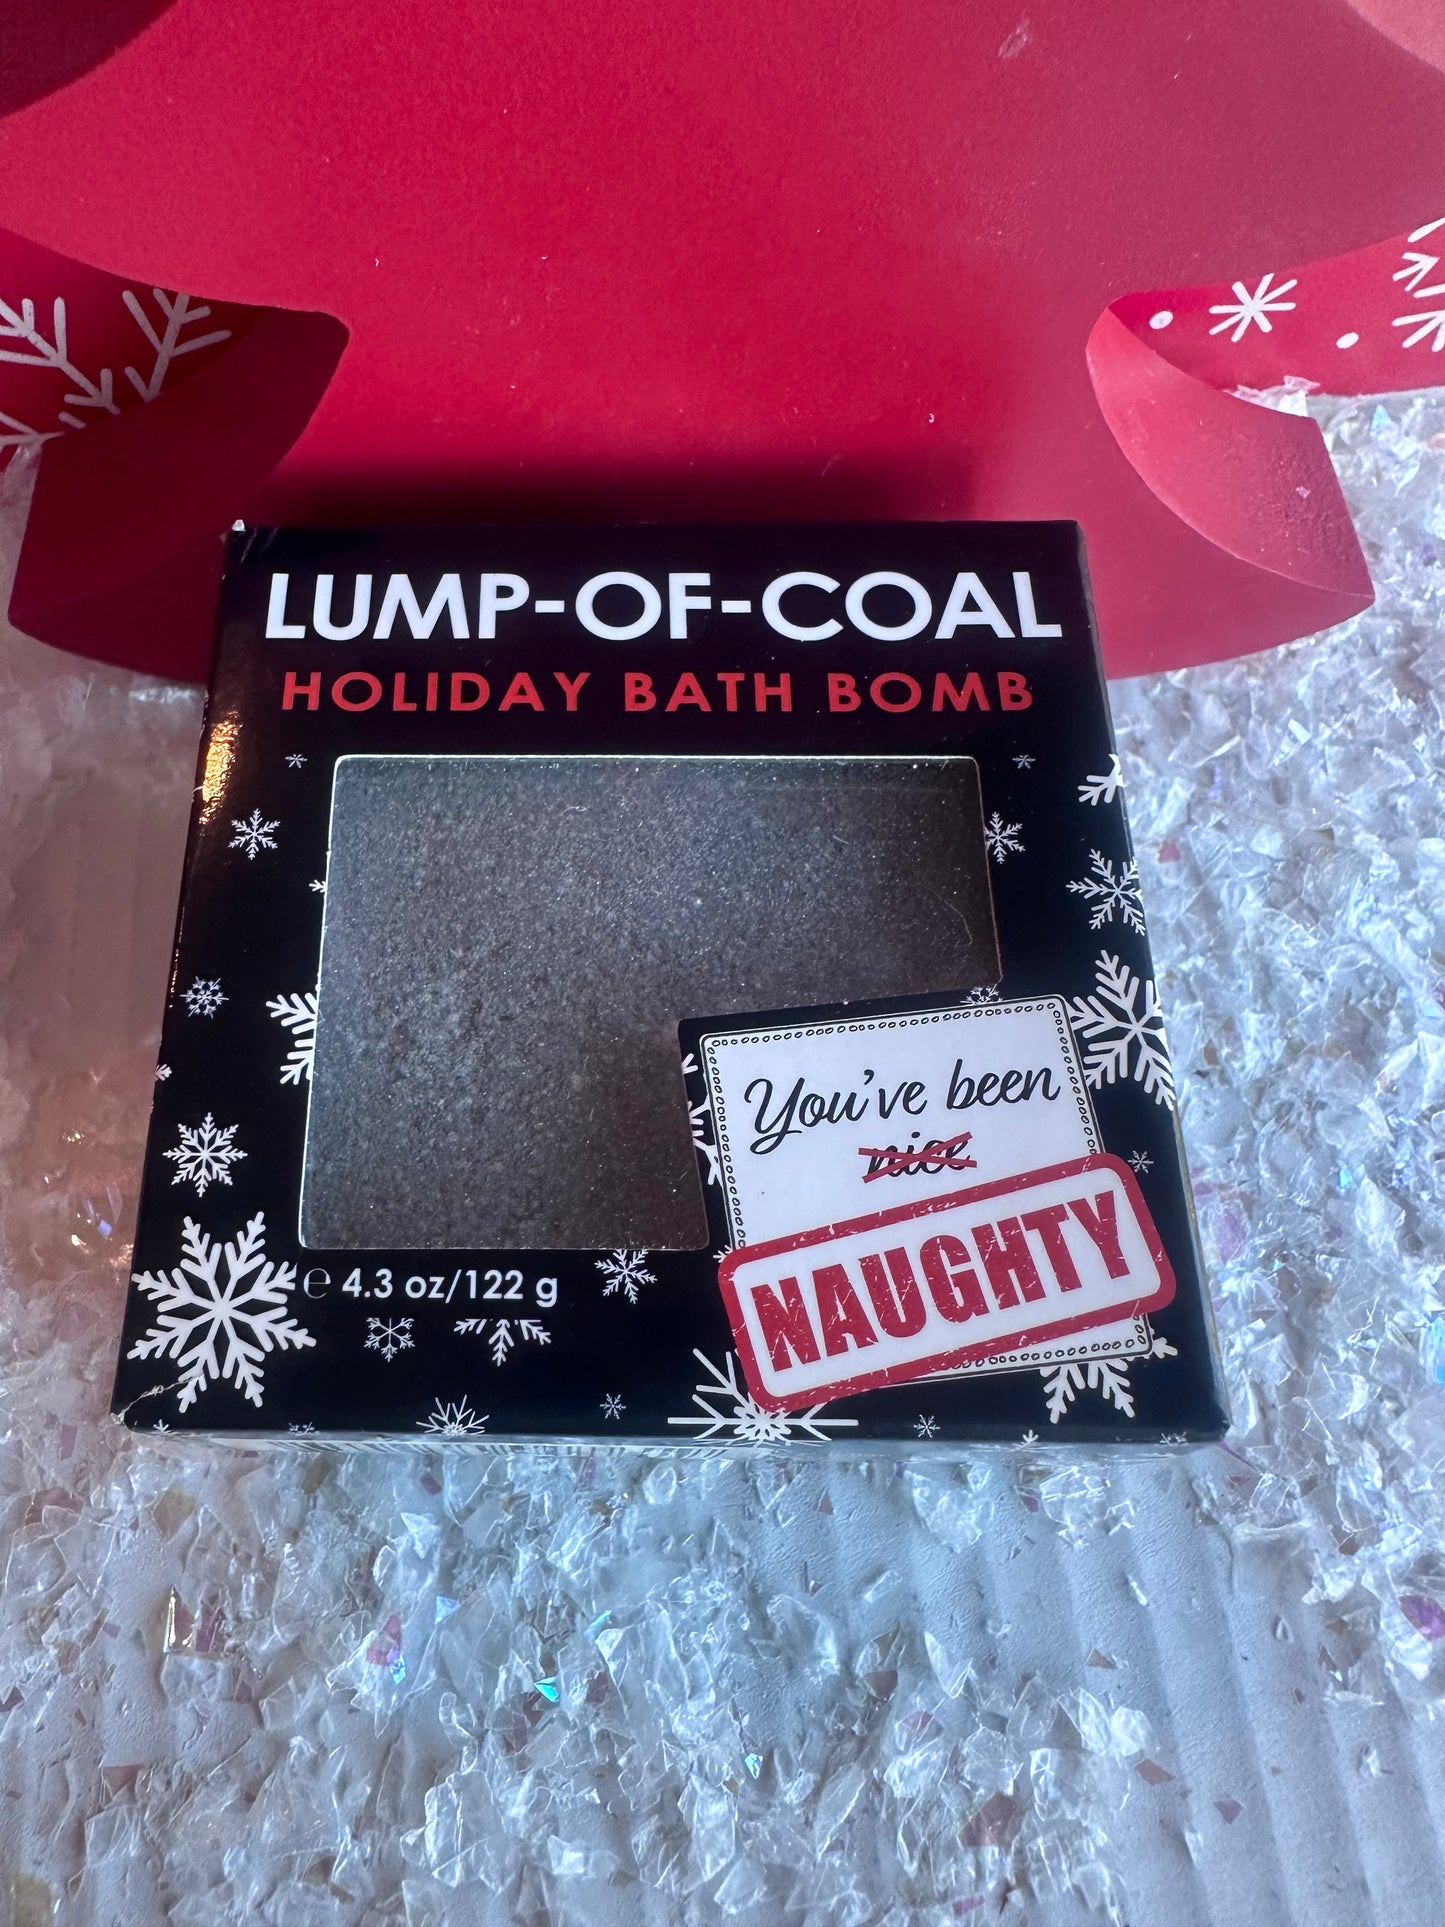 LUMP-OF-COAL
HOLIDAY BATH BOMB
You've been
nice
NAUGHTY
℮ 4.3 oz/122 g